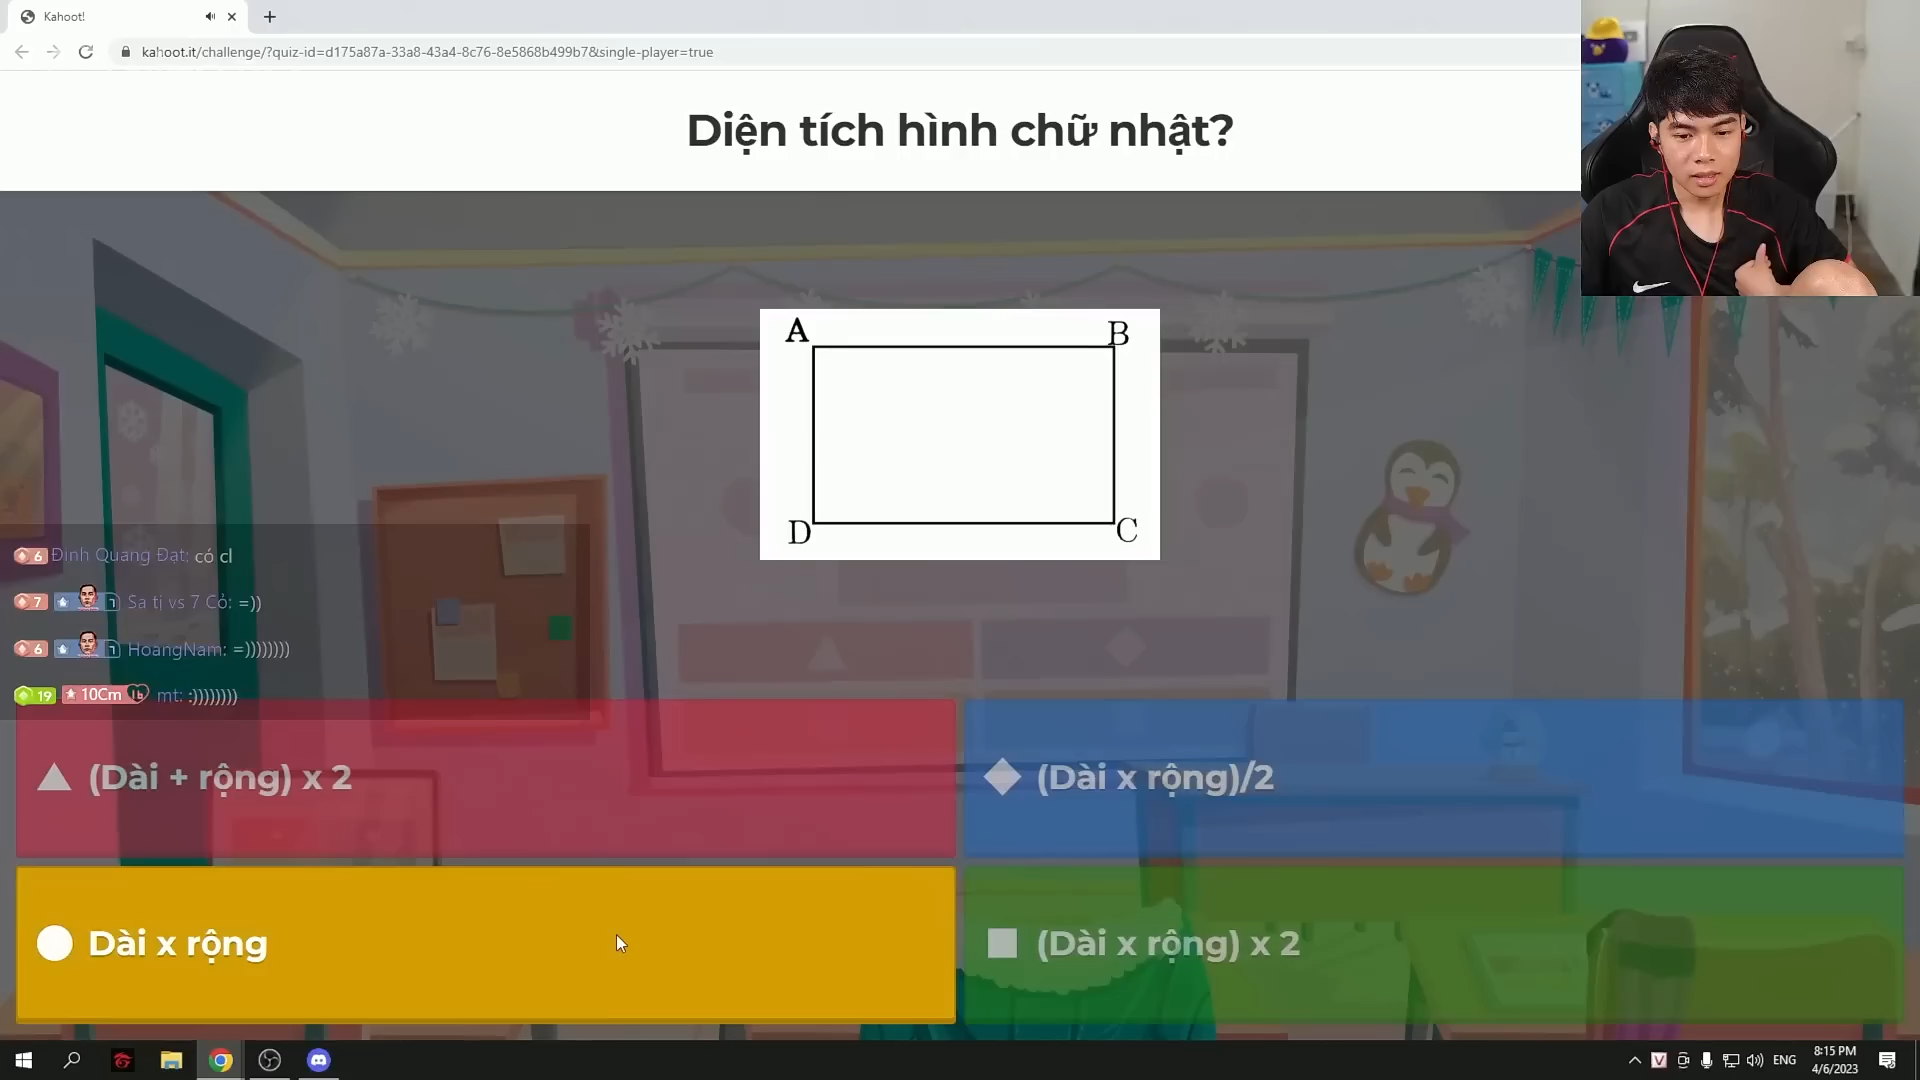 Kahoot!
kahoot.it/challenge/?quiz-id=d175a87a-33a8-43a4-8c76-8e5868b499b7&single-player=true
Diện tích hình chữ nhật?
A
B
D
C
6 Đinh Quang Đạt: có cl
7 Sa tị vs 7 Cỏ: =))
6 HoangNam: =))))))))
19 10Cm mt: :))))))))
(Dài + rộng) x 2
(Dài x rộng)/2
Dài x rộng
(Dài x rộng) x 2
ENG
8:15 PM
4/6/2023